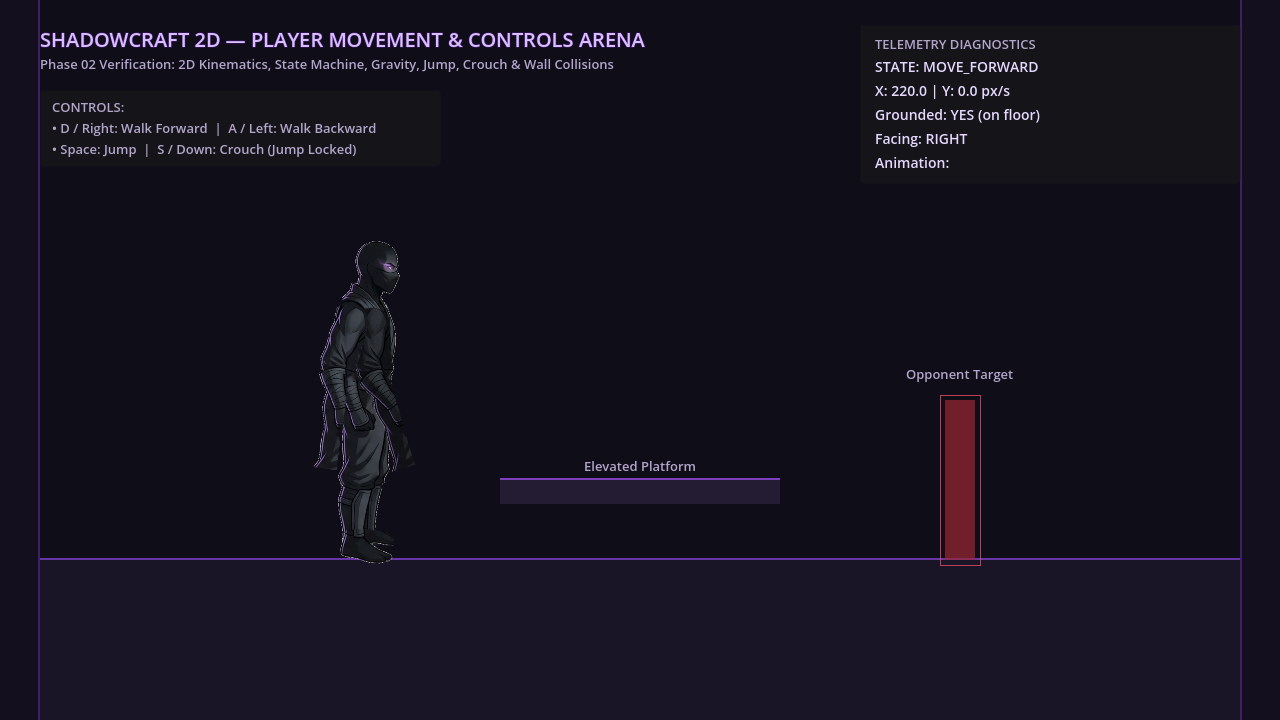 SHADOWCRAFT 2D — PLAYER MOVEMENT & CONTROLS ARENA
Phase 02 Verification: 2D Kinematics, State Machine, Gravity, Jump, Crouch & Wall Collisions
CONTROLS:
• D / Right: Walk Forward | A / Left: Walk Backward
• Space: Jump | S / Down: Crouch (Jump Locked)
TELEMETRY DIAGNOSTICS
STATE: MOVE_FORWARD
X: 220.0 | Y: 0.0 px/s
Grounded: YES (on floor)
Facing: RIGHT
Animation:
Opponent Target
Elevated Platform